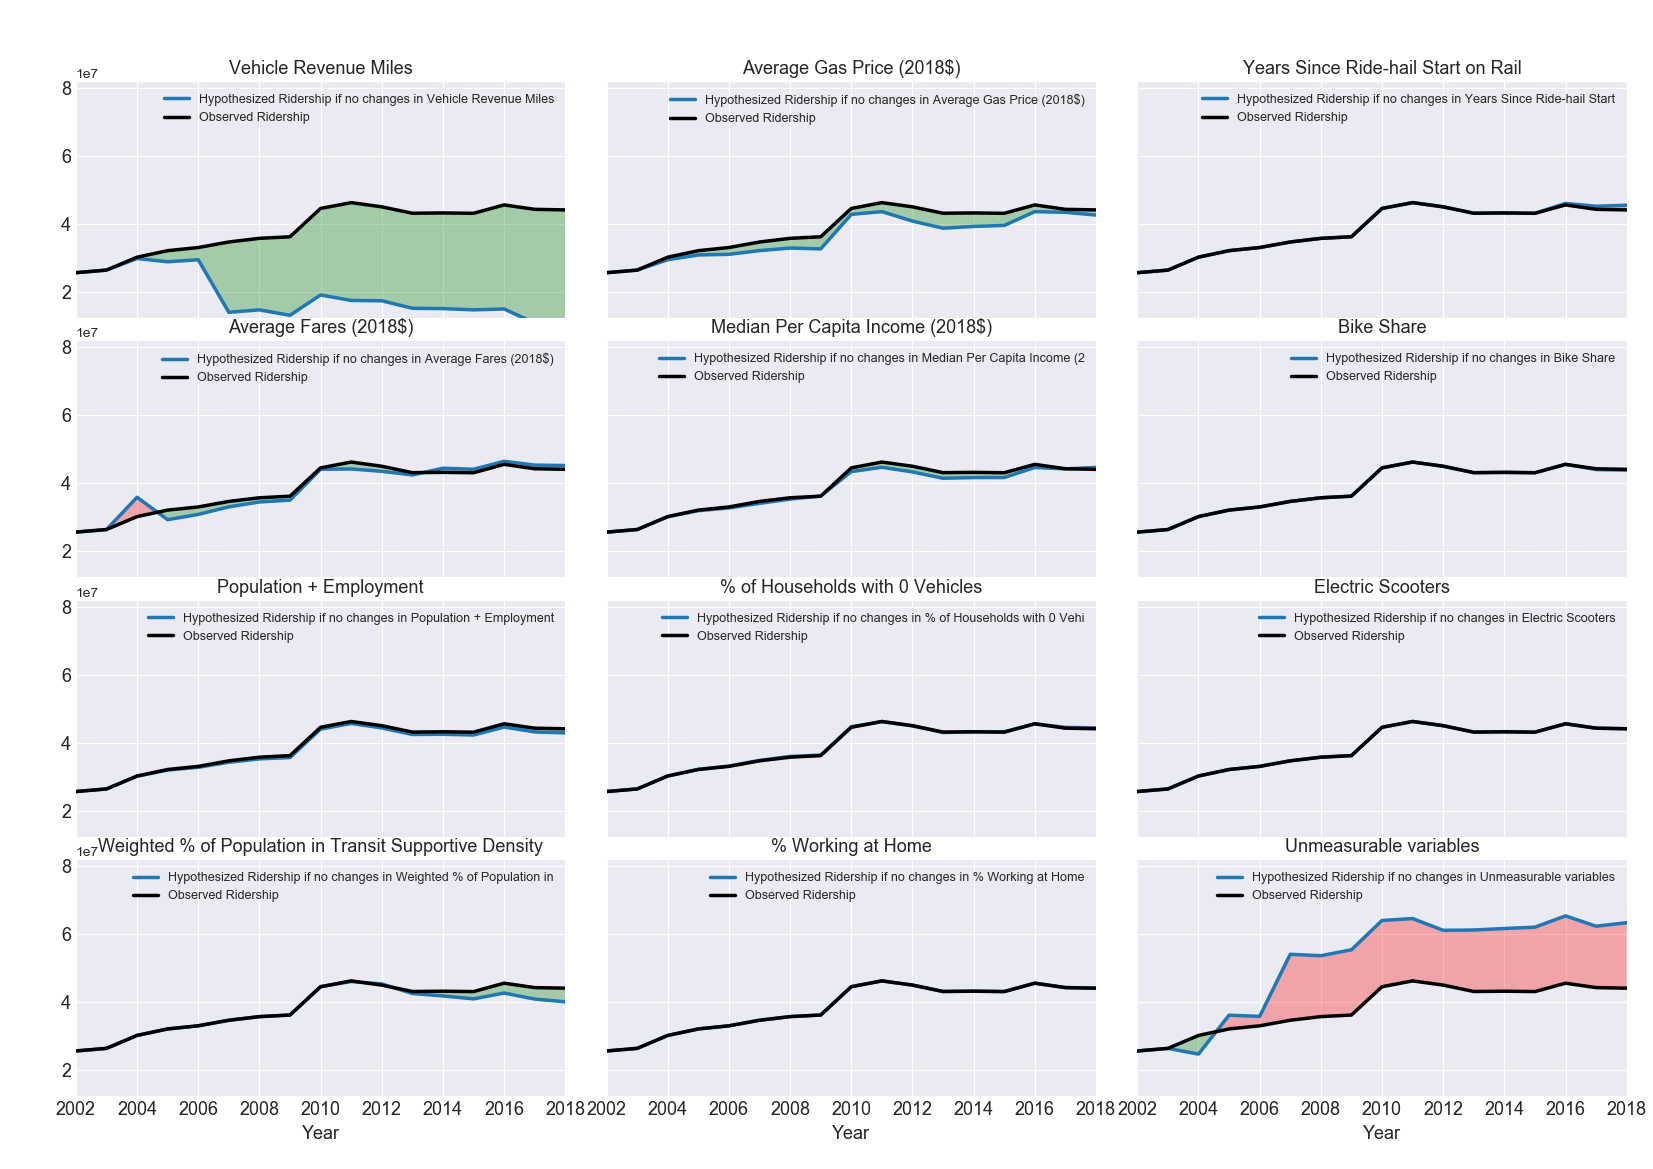 Vehicle Revenue Miles
1e7
8
6
4
2
Hypothesized Ridership if no changes in Vehicle Revenue Miles
Observed Ridership
Average Gas Price (2018$)
Hypothesized Ridership if no changes in Average Gas Price (2018$)
Observed Ridership
Years Since Ride-hail Start on Rail
Hypothesized Ridership if no changes in Years Since Ride-hail Start
Observed Ridership
Average Fares (2018$)
1e7
8
6
4
2
Hypothesized Ridership if no changes in Average Fares (2018$)
Observed Ridership
Median Per Capita Income (2018$)
Hypothesized Ridership if no changes in Median Per Capita Income (2
Observed Ridership
Bike Share
Hypothesized Ridership if no changes in Bike Share
Observed Ridership
Population + Employment
1e7
8
6
4
2
Hypothesized Ridership if no changes in Population + Employment
Observed Ridership
% of Households with 0 Vehicles
Hypothesized Ridership if no changes in % of Households with 0 Vehi
Observed Ridership
Electric Scooters
Hypothesized Ridership if no changes in Electric Scooters
Observed Ridership
Weighted % of Population in Transit Supportive Density
1e7
8
6
4
2
Hypothesized Ridership if no changes in Weighted % of Population in
Observed Ridership
2002 2004 2006 2008 2010 2012 2014 2016 2018
Year
% Working at Home
Hypothesized Ridership if no changes in % Working at Home
Observed Ridership
2002 2004 2006 2008 2010 2012 2014 2016 2018
Year
Unmeasurable variables
Hypothesized Ridership if no changes in Unmeasurable variables
Observed Ridership
2002 2004 2006 2008 2010 2012 2014 2016 2018
Year